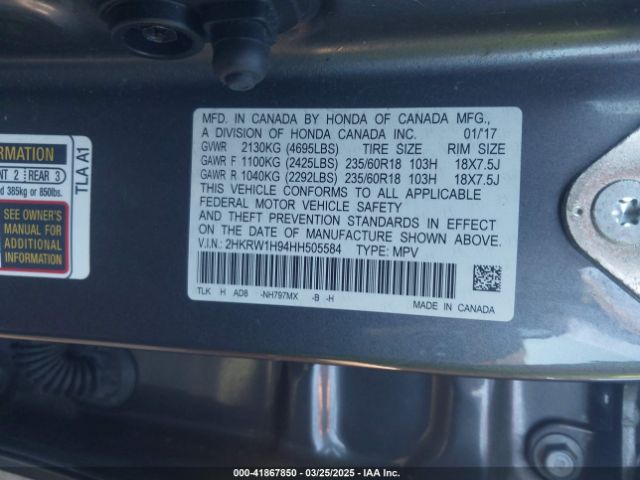 MFD. IN CANADA BY HONDA OF CANADA MFG.,
A DIVISION OF HONDA CANADA INC. 01/17
GVWR 2130KG (4695LBS) TIRE SIZE RIM SIZE
GAWR F 1100KG (2425LBS) 235/60R18 103H 18X7.5J
GAWR R 1040KG (2292LBS) 235/60R18 103H 18X7.5J
THIS VEHICLE CONFORMS TO ALL APPLICABLE
FEDERAL MOTOR VEHICLE SAFETY
AND THEFT PREVENTION STANDARDS IN EFFECT
ON THE DATE OF MANUFACTURE SHOWN ABOVE.
V.I.N.: 2HKRW1H94HH505584 TYPE: MPV
TLK H AD8 -NH797MX -B -H
MADE IN CANADA
RMATION
NT 2 REAR 3
d 385kg or 850lbs.
SEE OWNER'S
MANUAL FOR
ADDITIONAL
INFORMATION
TLA A1
000-41867850 | 03/25/2025 - IAA Inc.